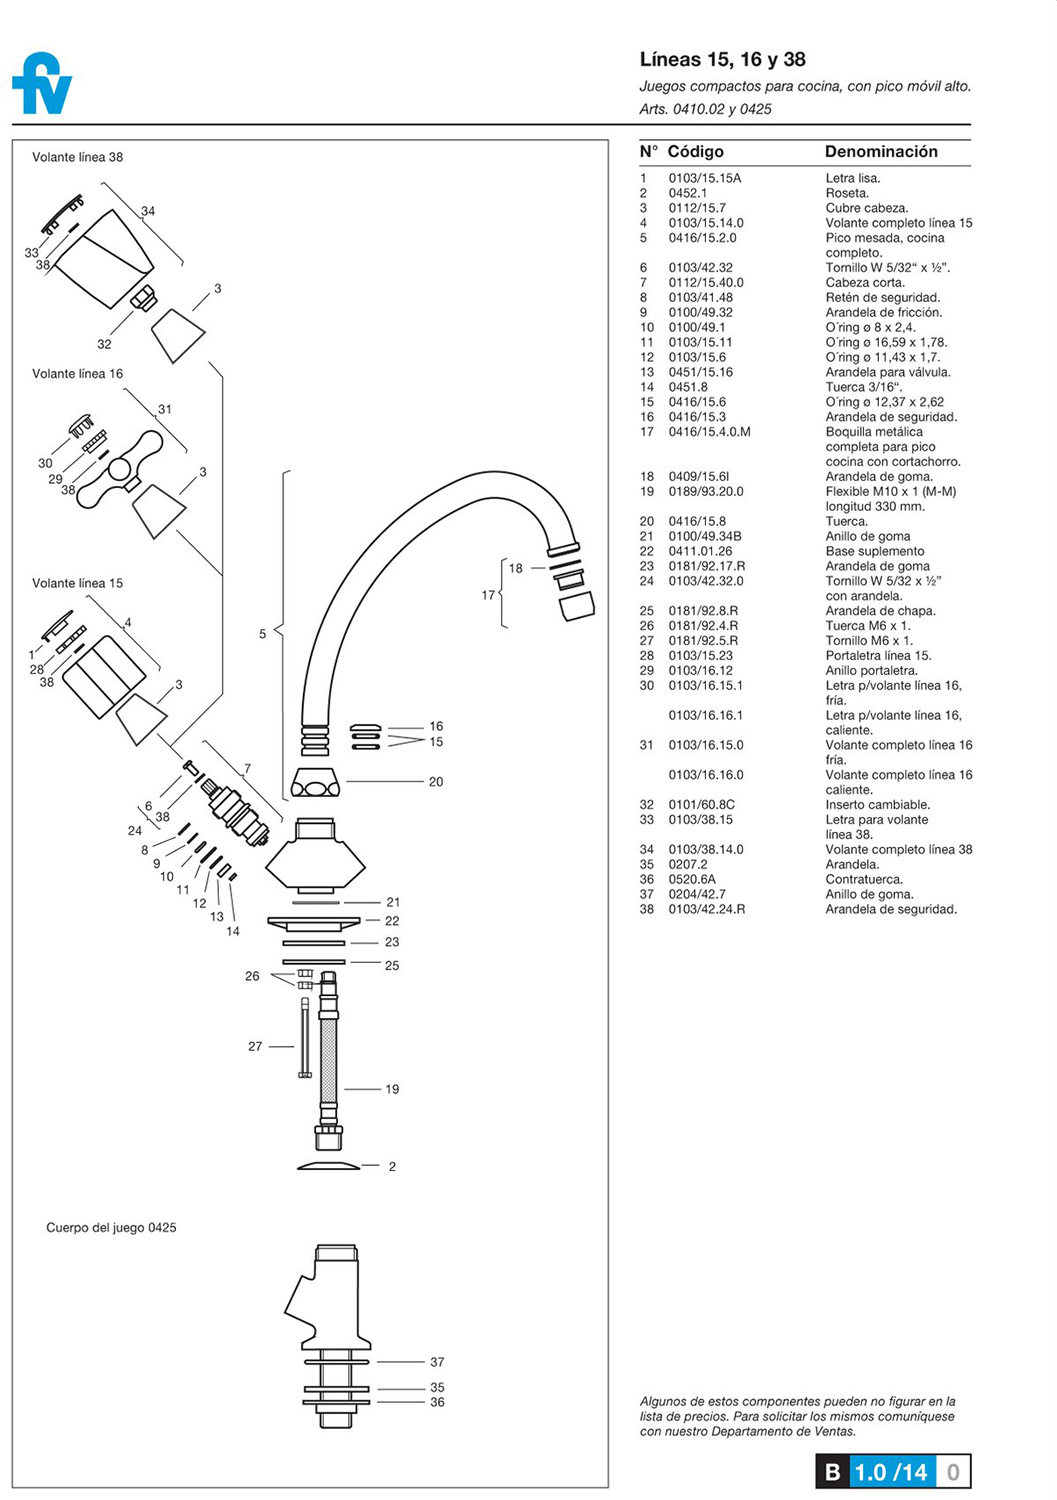 fv
Líneas 15, 16 y 38
Juegos compactos para cocina, con pico móvil alto.
Arts. 0410.02 y 0425
N° Código Denominación
1 0103/15.15A Letra lisa.
2 0452.1 Roseta.
3 0112/15.7 Cubre cabeza.
4 0103/15.14.0 Volante completo línea 15
5 0416/15.2.0 Pico mesada, cocina
completo.
6 0103/42.32 Tornillo W 5/32“ x ½”.
7 0112/15.40.0 Cabeza corta.
8 0103/41.48 Retén de seguridad.
9 0100/49.32 Arandela de fricción.
10 0100/49.1 O´ring ø 8 x 2,4.
11 0103/15.11 O´ring ø 16,59 x 1,78.
12 0103/15.6 O´ring ø 11,43 x 1,7.
13 0451/15.16 Arandela para válvula.
14 0451.8 Tuerca 3/16“.
15 0416/15.6 O´ring ø 12,37 x 2,62
16 0416/15.3 Arandela de seguridad.
17 0416/15.4.0.M Boquilla metálica
completa para pico
cocina con cortachorro.
18 0409/15.6I Arandela de goma.
19 0189/93.20.0 Flexible M10 x 1 (M-M)
longitud 330 mm.
20 0416/15.8 Tuerca.
21 0100/49.34B Anillo de goma
22 0411.01.26 Base suplemento
23 0181/92.17.R Arandela de goma
24 0103/42.32.0 Tornillo W 5/32 x ½”
con arandela.
25 0181/92.8.R Arandela de chapa.
26 0181/92.4.R Tuerca M6 x 1.
27 0181/92.5.R Tornillo M6 x 1.
28 0103/15.23 Portaletra línea 15.
29 0103/16.12 Anillo portaletra.
30 0103/16.15.1 Letra p/volante línea 16,
fría.
0103/16.16.1 Letra p/volante línea 16,
caliente.
31 0103/16.15.0 Volante completo línea 16
fría.
0103/16.16.0 Volante completo línea 16
caliente.
32 0101/60.8C Inserto cambiable.
33 0103/38.15 Letra para volante
línea 38.
34 0103/38.14.0 Volante completo línea 38
35 0207.2 Arandela.
36 0520.6A Contratuerca.
37 0204/42.7 Anillo de goma.
38 0103/42.24.R Arandela de seguridad.
Volante línea 38
34
33
38
3
32
Volante línea 16
31
30
29
38
3
Volante línea 15
4
1
28
38
3
5
18
17
16
15
20
7
6
38
24
8
9
10
11
12
13
14
21
22
23
25
26
27
19
2
Cuerpo del juego 0425
37
35
36
Algunos de estos componentes pueden no figurar en la
lista de precios. Para solicitar los mismos comuníquese
con nuestro Departamento de Ventas.
B 1.0 /14 0